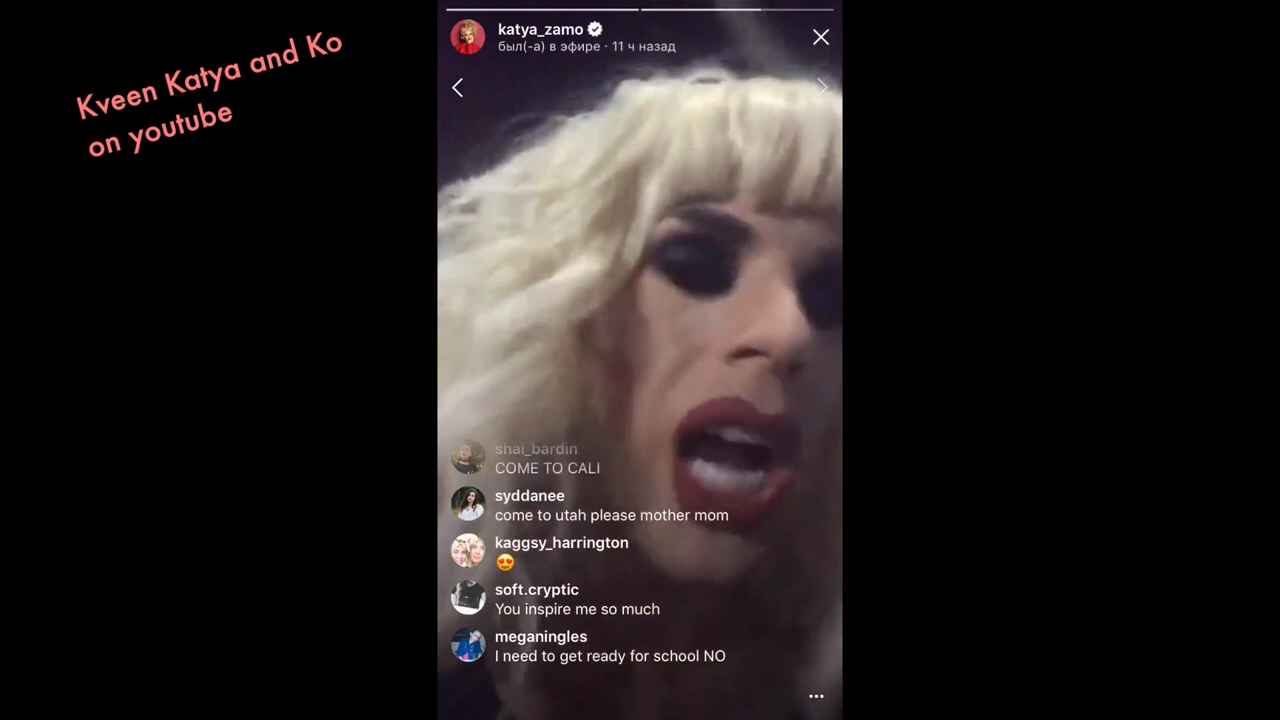 Kveen Katya and Ko
on youtube
katya_zamo
был(-а) в эфире · 11 ч назад
shai_bardin
COME TO CALI
syddanee
come to utah please mother mom
kaggsy_harrington
😍
soft.cryptic
You inspire me so much
meganingles
I need to get ready for school NO